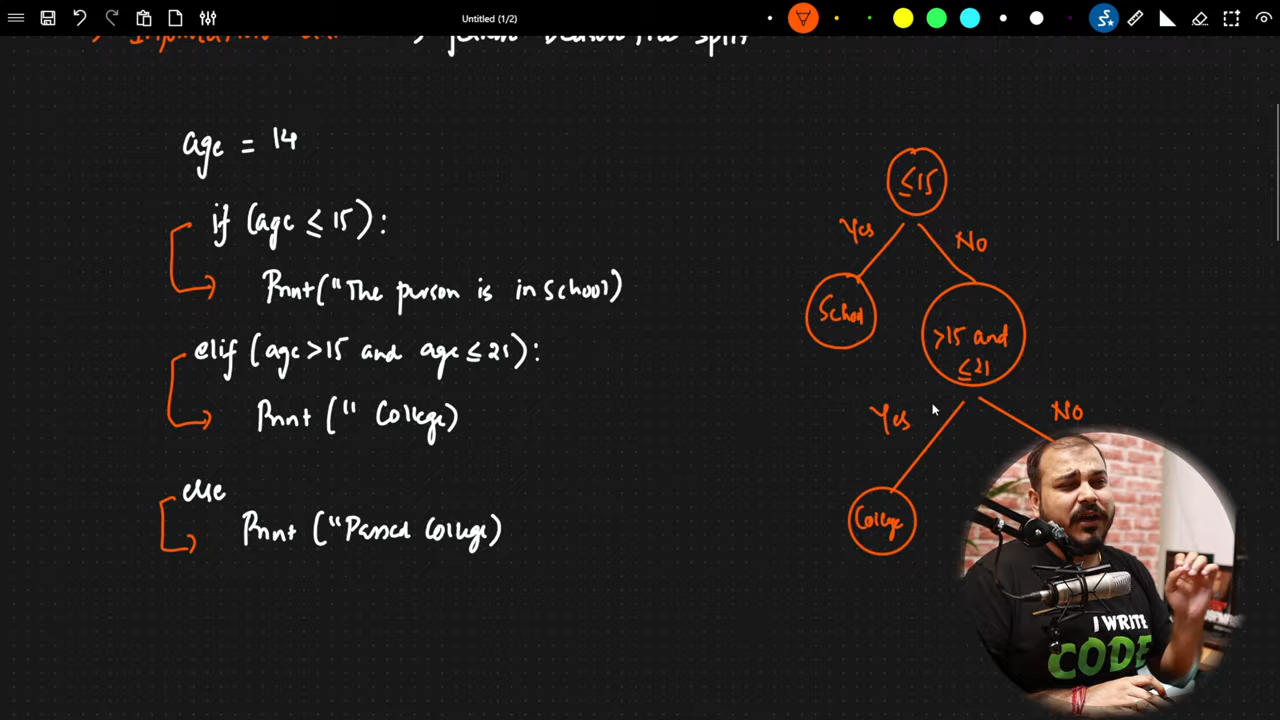 Untitled (1/2)
age = 14
if (age ≤ 15):
Print("The person is in School)
elif (age >15 and age ≤ 21):
Print (" College)
else
Print ("Passed College)
≤15
Yes
No
School
>15 and
≤21
Yes
No
College
I WRITE
CODE